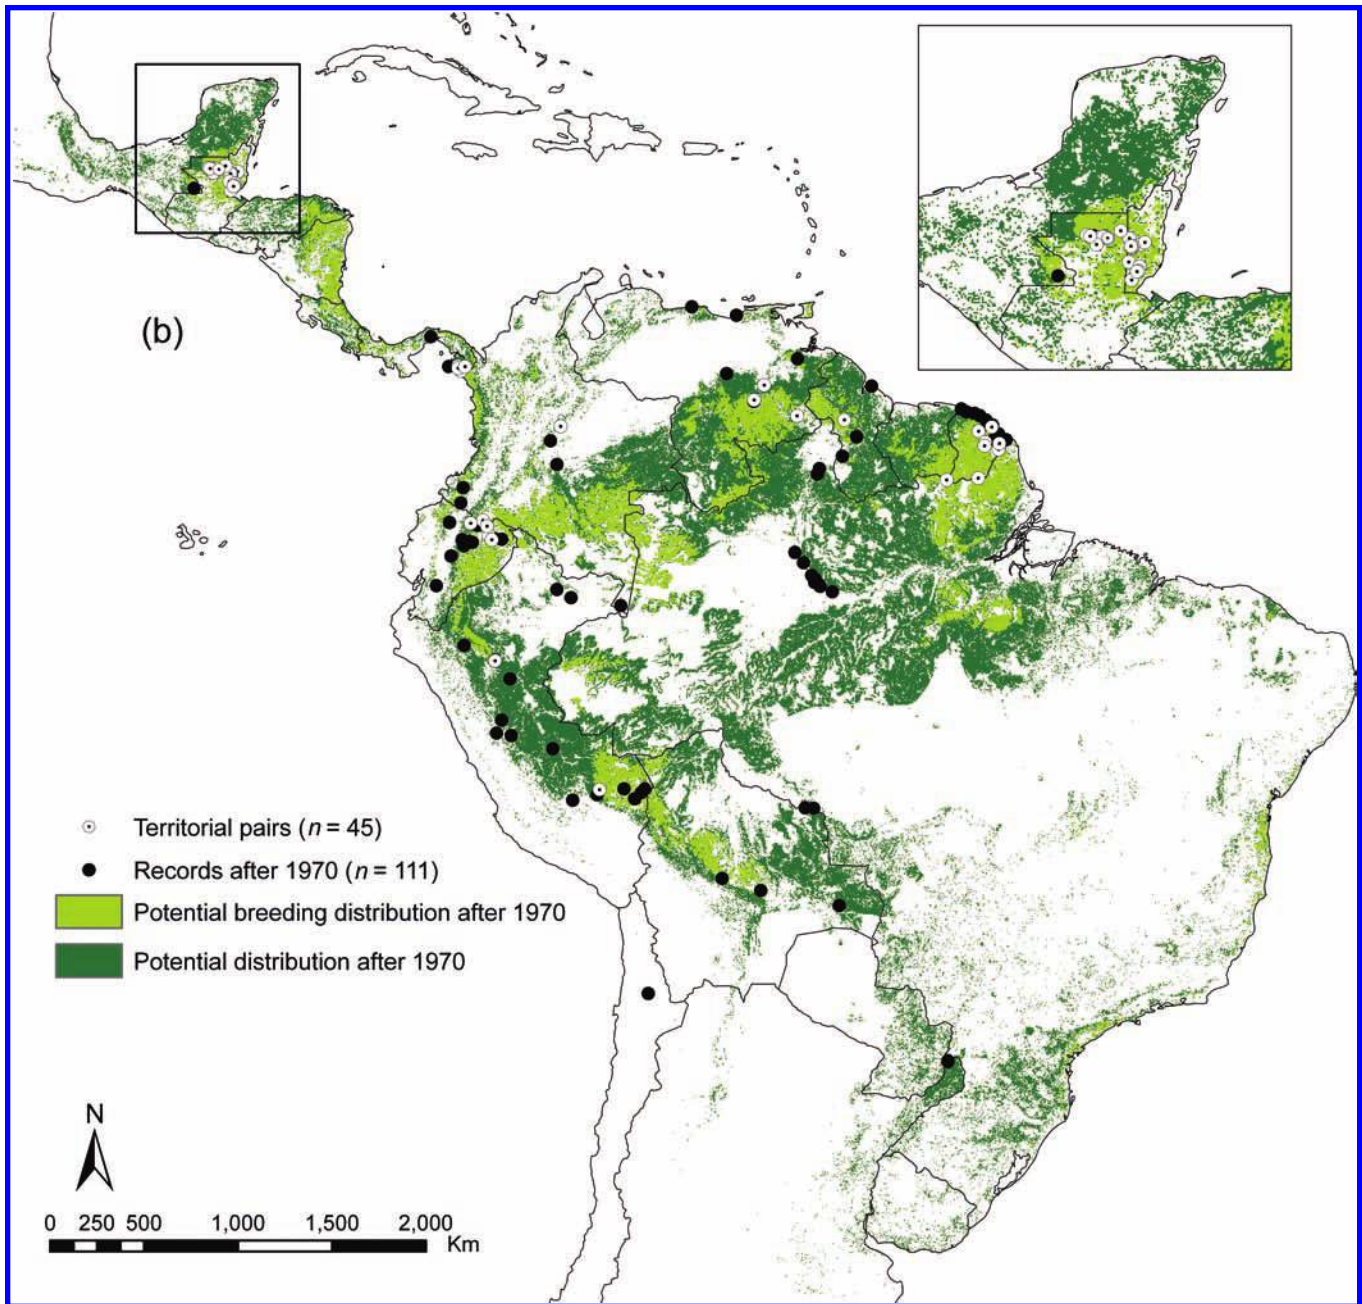 (b)
Territorial pairs (n = 45)
Records after 1970 (n = 111)
Potential breeding distribution after 1970
Potential distribution after 1970
N
0 250 500 1,000 1,500 2,000
Km